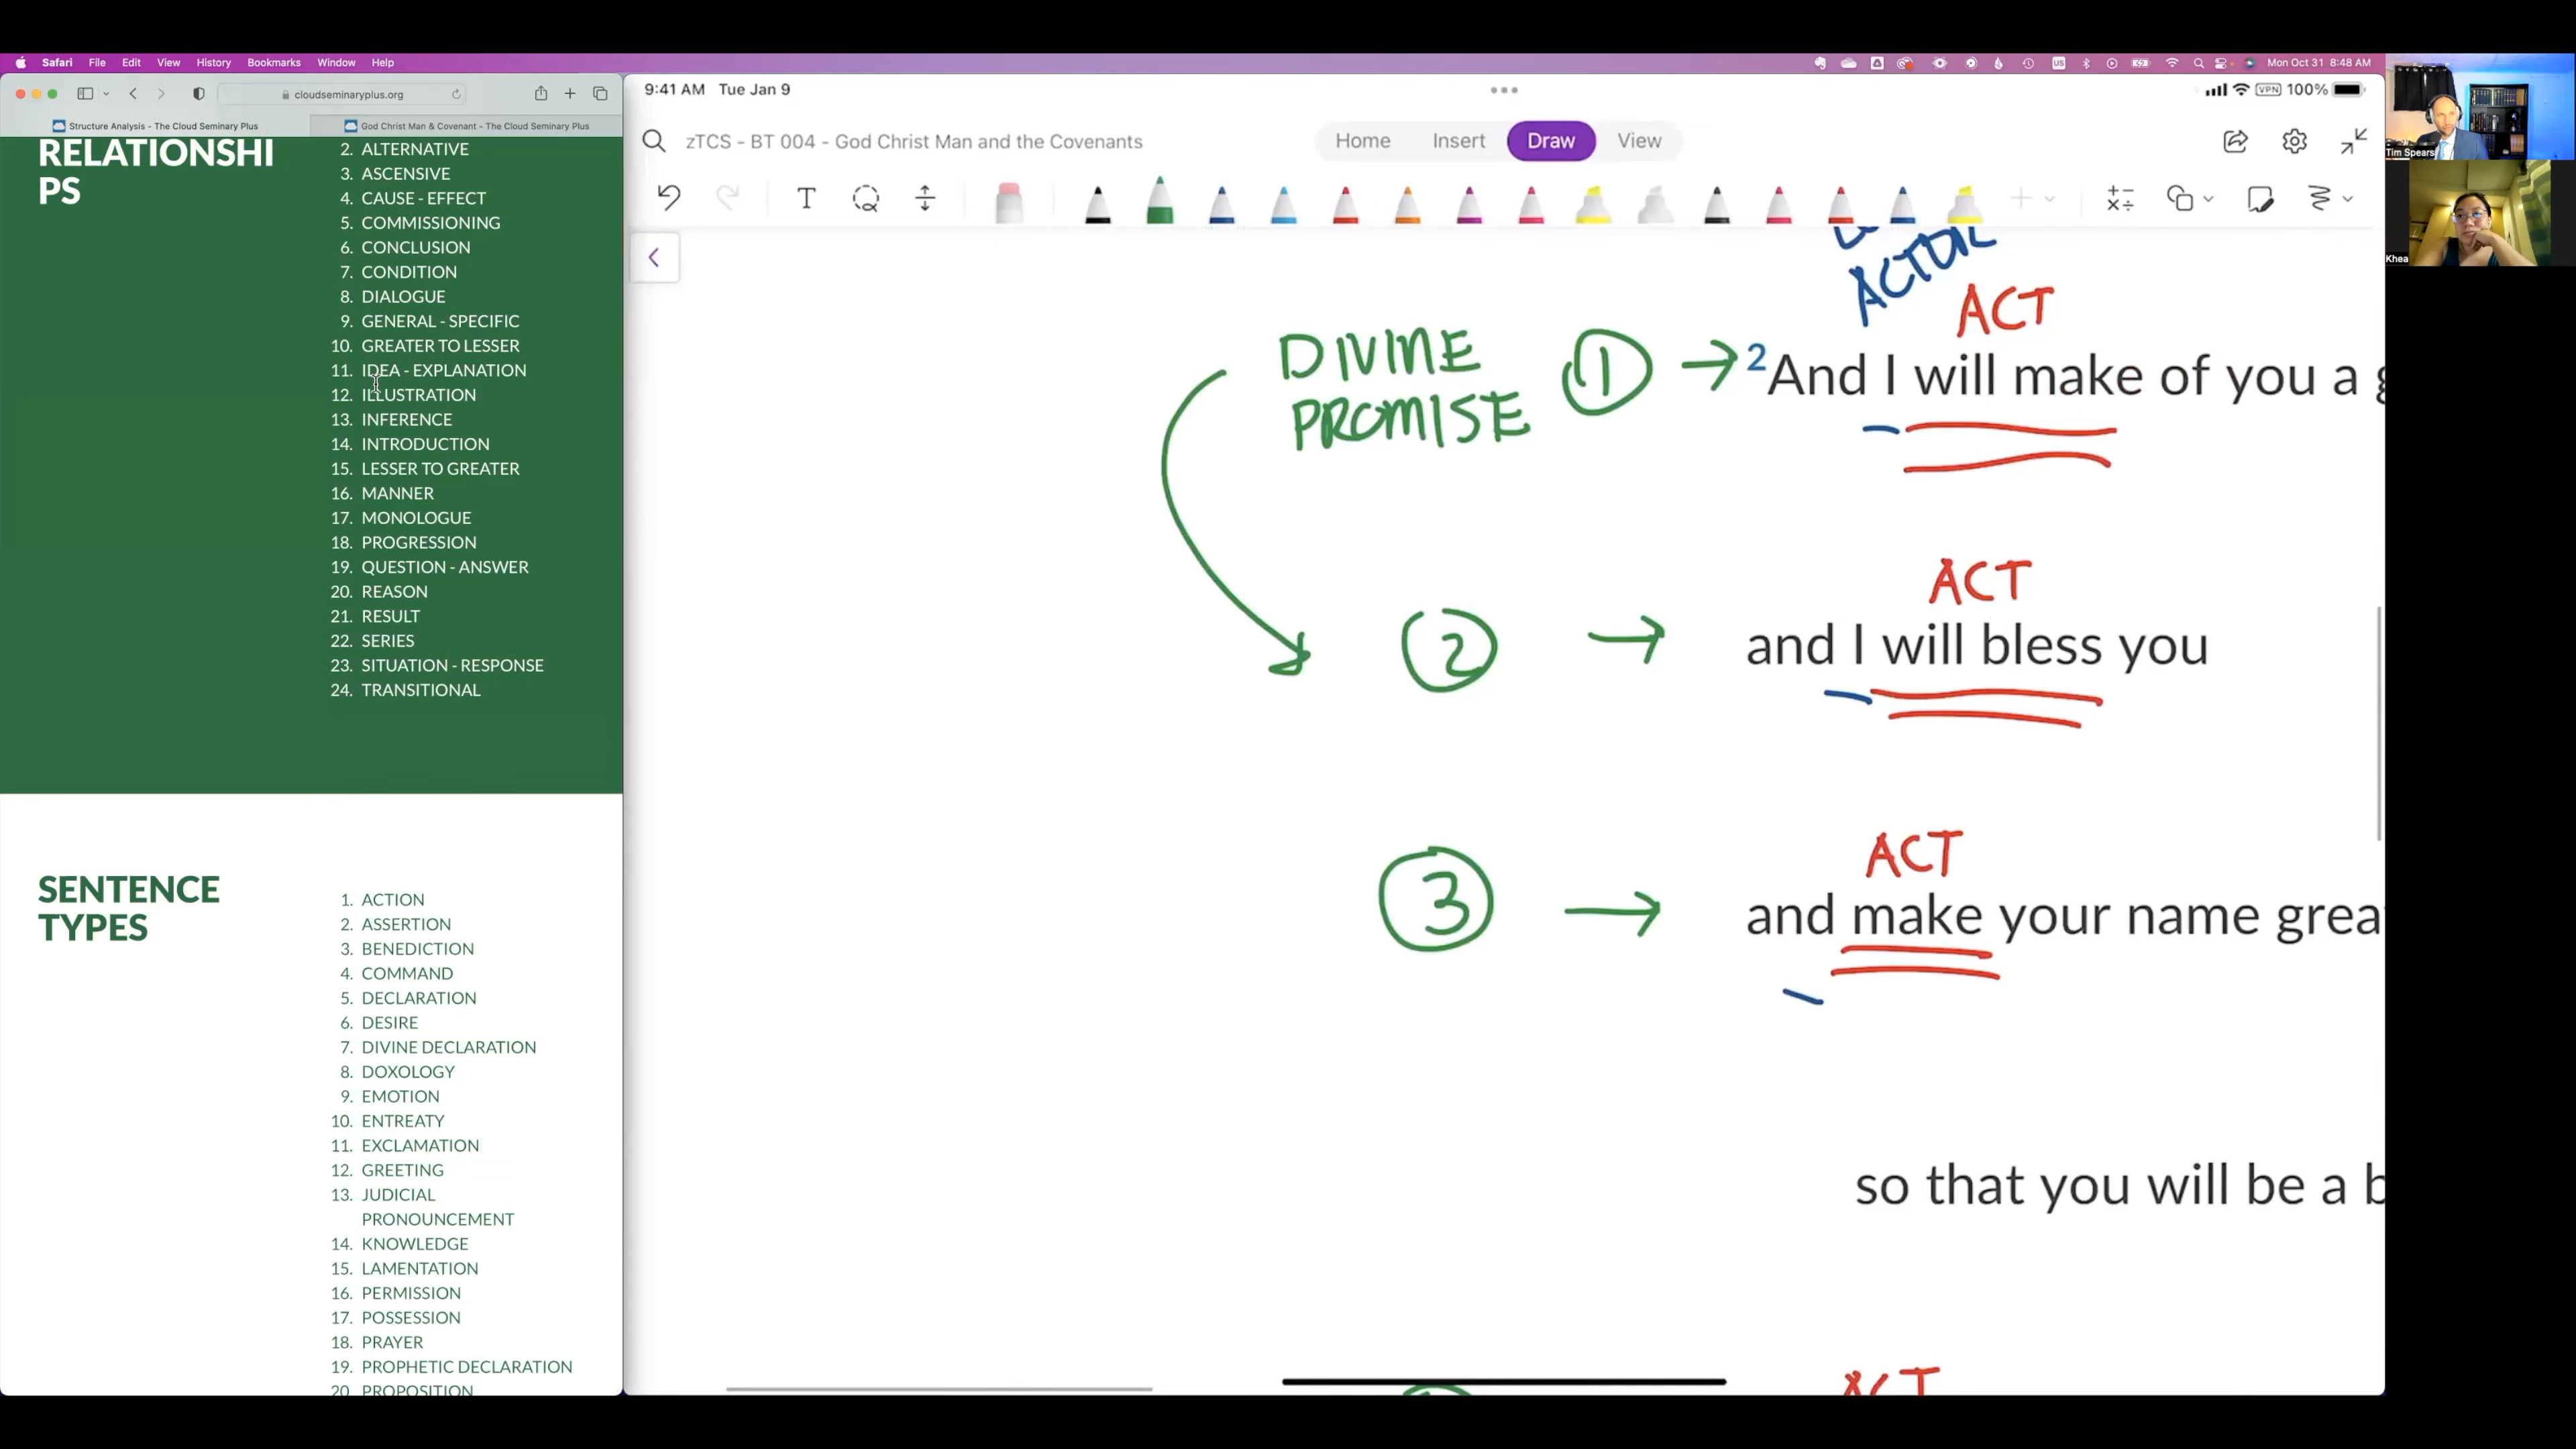 Safari File Edit View History Bookmarks Window Help
Mon Oct 31 8:48 AM
cloudseminaryplus.org
Structure Analysis - The Cloud Seminary Plus
God Christ Man & Covenant - The Cloud Seminary Plus
RELATIONSHI
PS
2. ALTERNATIVE
3. ASCENSIVE
4. CAUSE - EFFECT
5. COMMISSIONING
6. CONCLUSION
7. CONDITION
8. DIALOGUE
9. GENERAL - SPECIFIC
10. GREATER TO LESSER
11. IDEA - EXPLANATION
12. ILLUSTRATION
13. INFERENCE
14. INTRODUCTION
15. LESSER TO GREATER
16. MANNER
17. MONOLOGUE
18. PROGRESSION
19. QUESTION - ANSWER
20. REASON
21. RESULT
22. SERIES
23. SITUATION - RESPONSE
24. TRANSITIONAL
SENTENCE
TYPES
1. ACTION
2. ASSERTION
3. BENEDICTION
4. COMMAND
5. DECLARATION
6. DESIRE
7. DIVINE DECLARATION
8. DOXOLOGY
9. EMOTION
10. ENTREATY
11. EXCLAMATION
12. GREETING
13. JUDICIAL
PRONOUNCEMENT
14. KNOWLEDGE
15. LAMENTATION
16. PERMISSION
17. POSSESSION
18. PRAYER
19. PROPHETIC DECLARATION
20. PROPOSITION
9:41 AM Tue Jan 9
VPN 100%
zTCS - BT 004 - God Christ Man and the Covenants
Home Insert Draw View
ACTOR
ACT
DIVINE
PROMISE
1 → 2And I will make of you a
ACT
2 → and I will bless you
ACT
3 → and make your name grea
so that you will be a b
ACT
Tim Spears
Khea